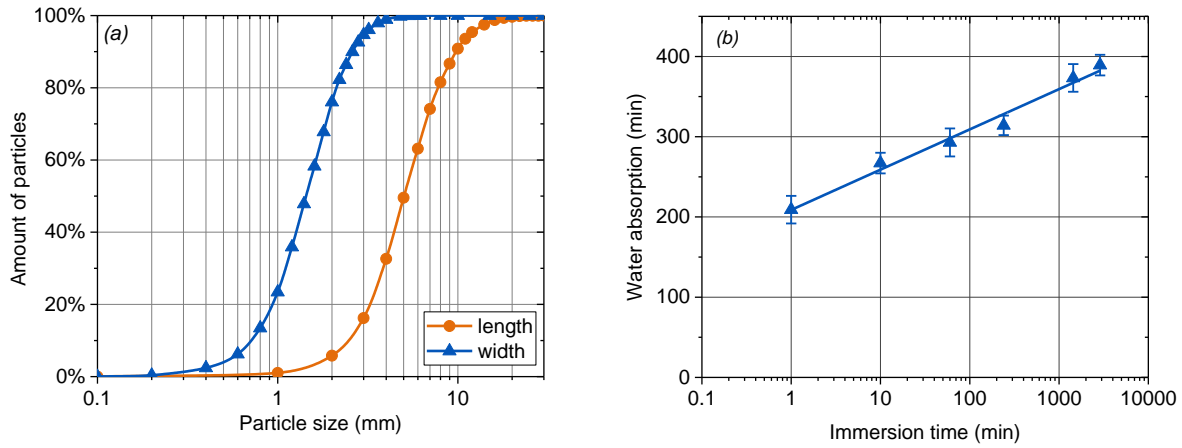 (a)
100%
80%
60%
40%
20%
0%
Amount of particles
0.1
1
10
Particle size (mm)
length
width
(b)
400
300
200
100
0
Water absorption (min)
0.1
1
10
100
1000
10000
Immersion time (min)